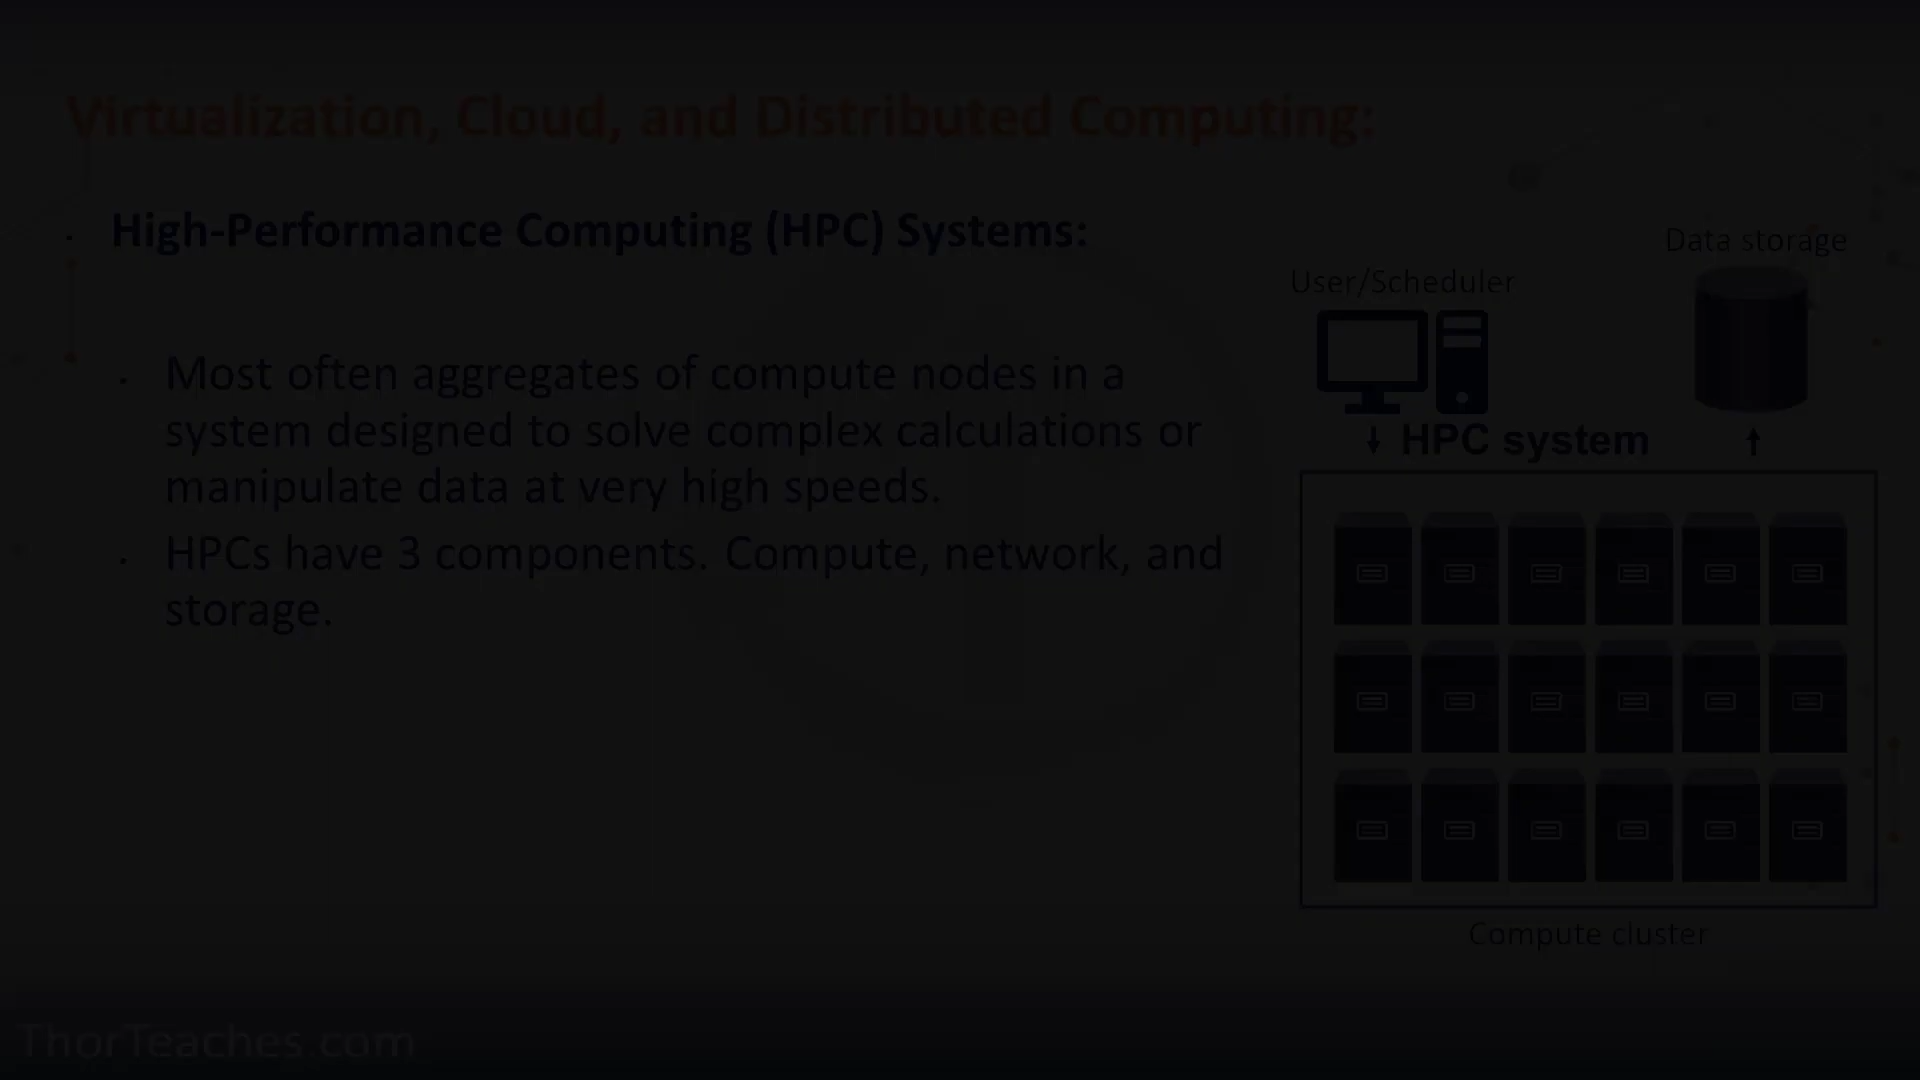 Virtualization, Cloud, and Distributed Computing:
High-Performance Computing (HPC) Systems:
Most often aggregates of compute nodes in a
system designed to solve complex calculations or
manipulate data at very high speeds.
HPCs have 3 components. Compute, network, and
storage.
User/Scheduler
Data storage
HPC system
Compute cluster
ThorTeaches.com